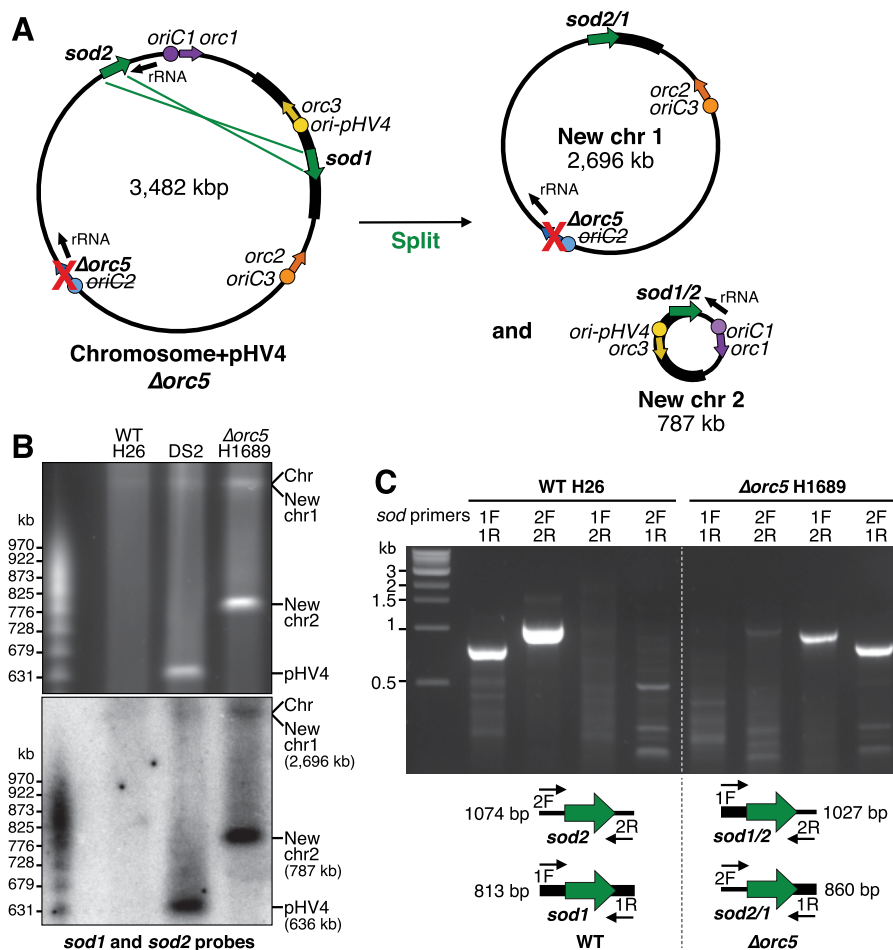 A
sod2
oriC1 orc1
rRNA
orc3
ori-pHV4
sod1
3,482 kbp
rRNA
Δorc5
oriC2
orc2
oriC3
Chromosome+pHV4
Δorc5
Split
sod2/1
orc2
oriC3
New chr 1
2,696 kb
rRNA
Δorc5
oriC2
and
sod1/2
rRNA
ori-pHV4
orc3
oriC1
orc1
New chr 2
787 kb
B
WT
H26
DS2
Δorc5
H1689
kb
970
922
873
825
776
728
679
631
Chr
New
chr1
New
chr2
pHV4
kb
970
922
873
825
776
728
679
631
Chr
New
chr1
(2,696 kb)
New
chr2
(787 kb)
pHV4
(636 kb)
sod1 and sod2 probes
C
WT H26
Δorc5 H1689
sod primers
1F 2F 1F 2F 1F 2F 1F 2F
1R 2R 2R 1R 1R 2R 2R 1R
kb
3
2
1.5
1
0.5
1074 bp
2F
2R
sod2
813 bp
1F
1R
sod1
WT
1F
2R
sod1/2
1027 bp
2F
1R
sod2/1
860 bp
Δorc5